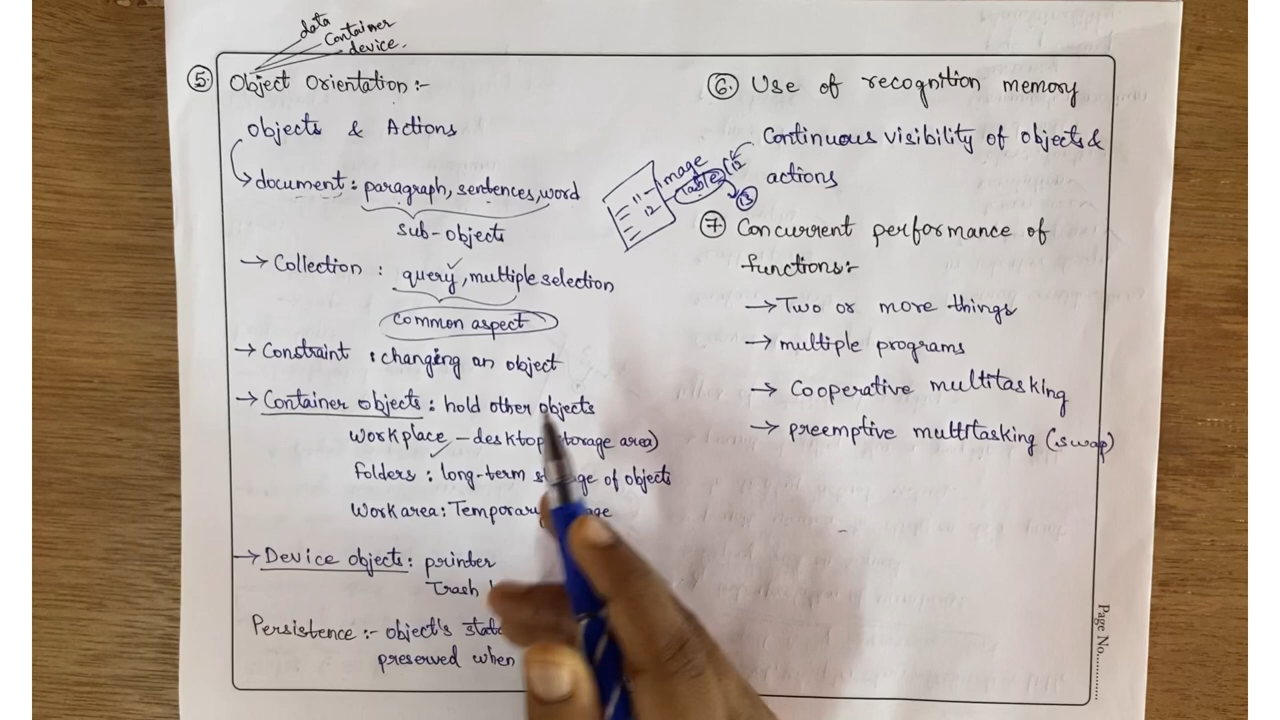 data
Container
device.
⑤ Object Orientation :-
Objects & Actions
→ document : paragraph, sentences, word
sub-objects
→ Collection : query, multiple selection
common aspect
→ Constraint : changing an object
→ Container objects : hold other objects
Workplace - desktop storage area)
folders : long-term of objects
Work area : Temporary
→ Device objects : printer
Trash
Persistence :- object's
preserved when
⑥ Use of recognition memory
Continuous visibility of objects &
actions
image
table
12
12
13
⑦ Concurrent performance of
functions :-
→ Two or more things
→ multiple programs
→ Cooperative multitasking
→ preemptive multitasking (swap)
Page No.............